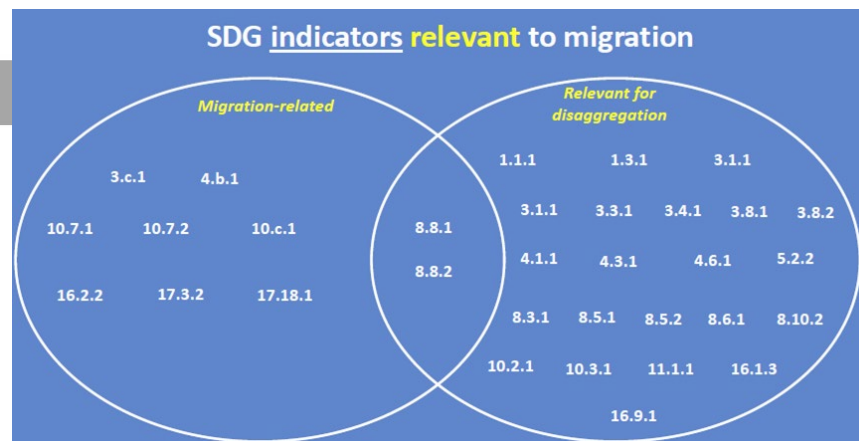 SDG indicators relevant to migration
Migration-related
3.c.1 4.b.1
10.7.1 10.7.2 10.c.1
16.2.2 17.3.2 17.18.1
8.8.1
8.8.2
Relevant for
disaggregation
1.1.1 1.3.1 3.1.1
3.1.1 3.3.1 3.4.1 3.8.1 3.8.2
4.1.1 4.3.1 4.6.1 5.2.2
8.3.1 8.5.1 8.5.2 8.6.1 8.10.2
10.2.1 10.3.1 11.1.1 16.1.3
16.9.1